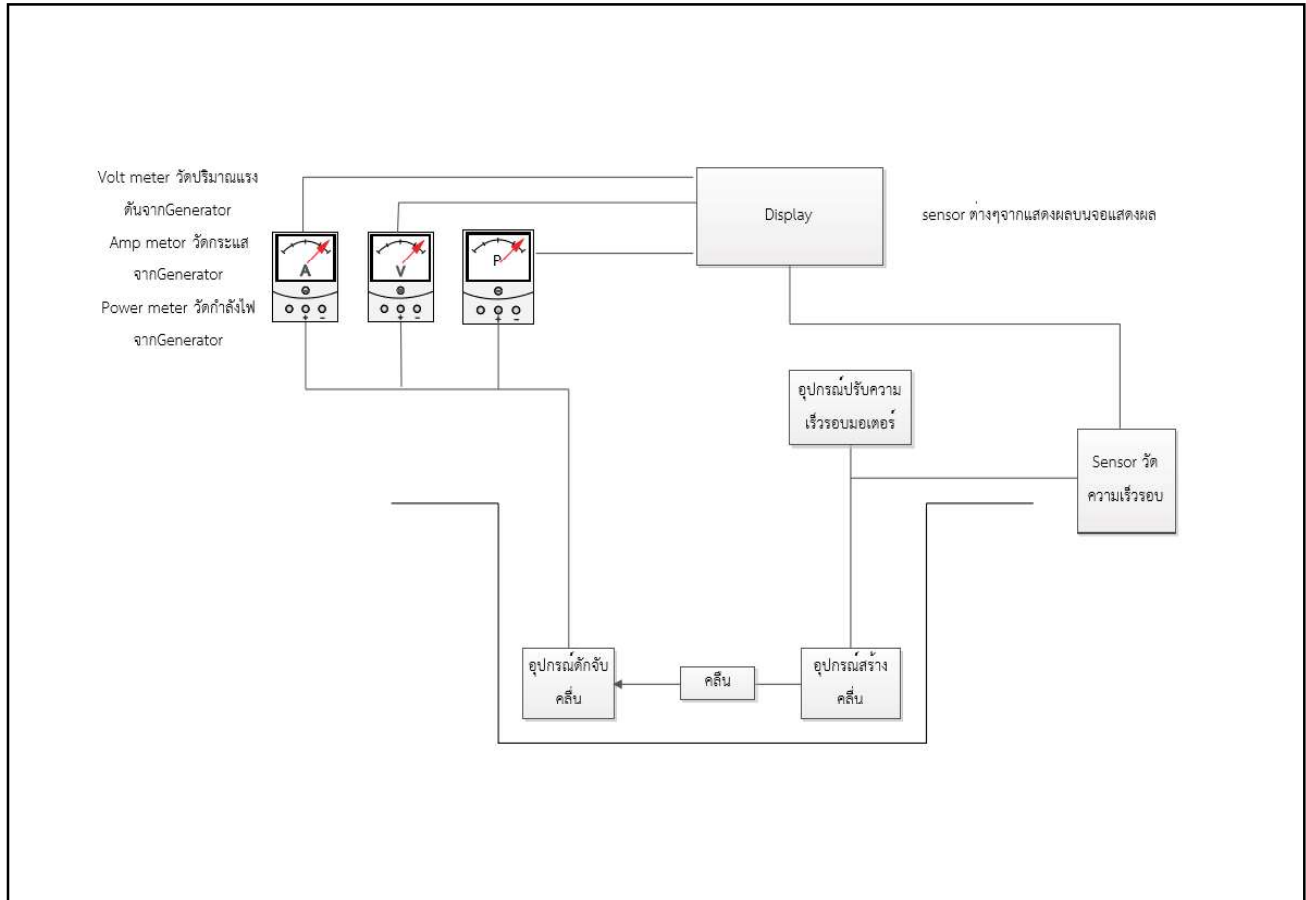 Volt meter วัดปริมาณแรง
ดันจากGenerator
Amp metor วัดกระแส
จากGenerator
Power meter วัดกำลังไฟ
จากGenerator
A
V
P
+ −
+ −
+ −
Display
sensor ต่างๆจากแสดงผลบนจอแสดงผล
อุปกรณ์ปรับความ
เร็วรอบมอเตอร์
Sensor วัด
ความเร็วรอบ
อุปกรณ์ดักจับ
คลื่น
คลื่น
อุปกรณ์สร้าง
คลื่น